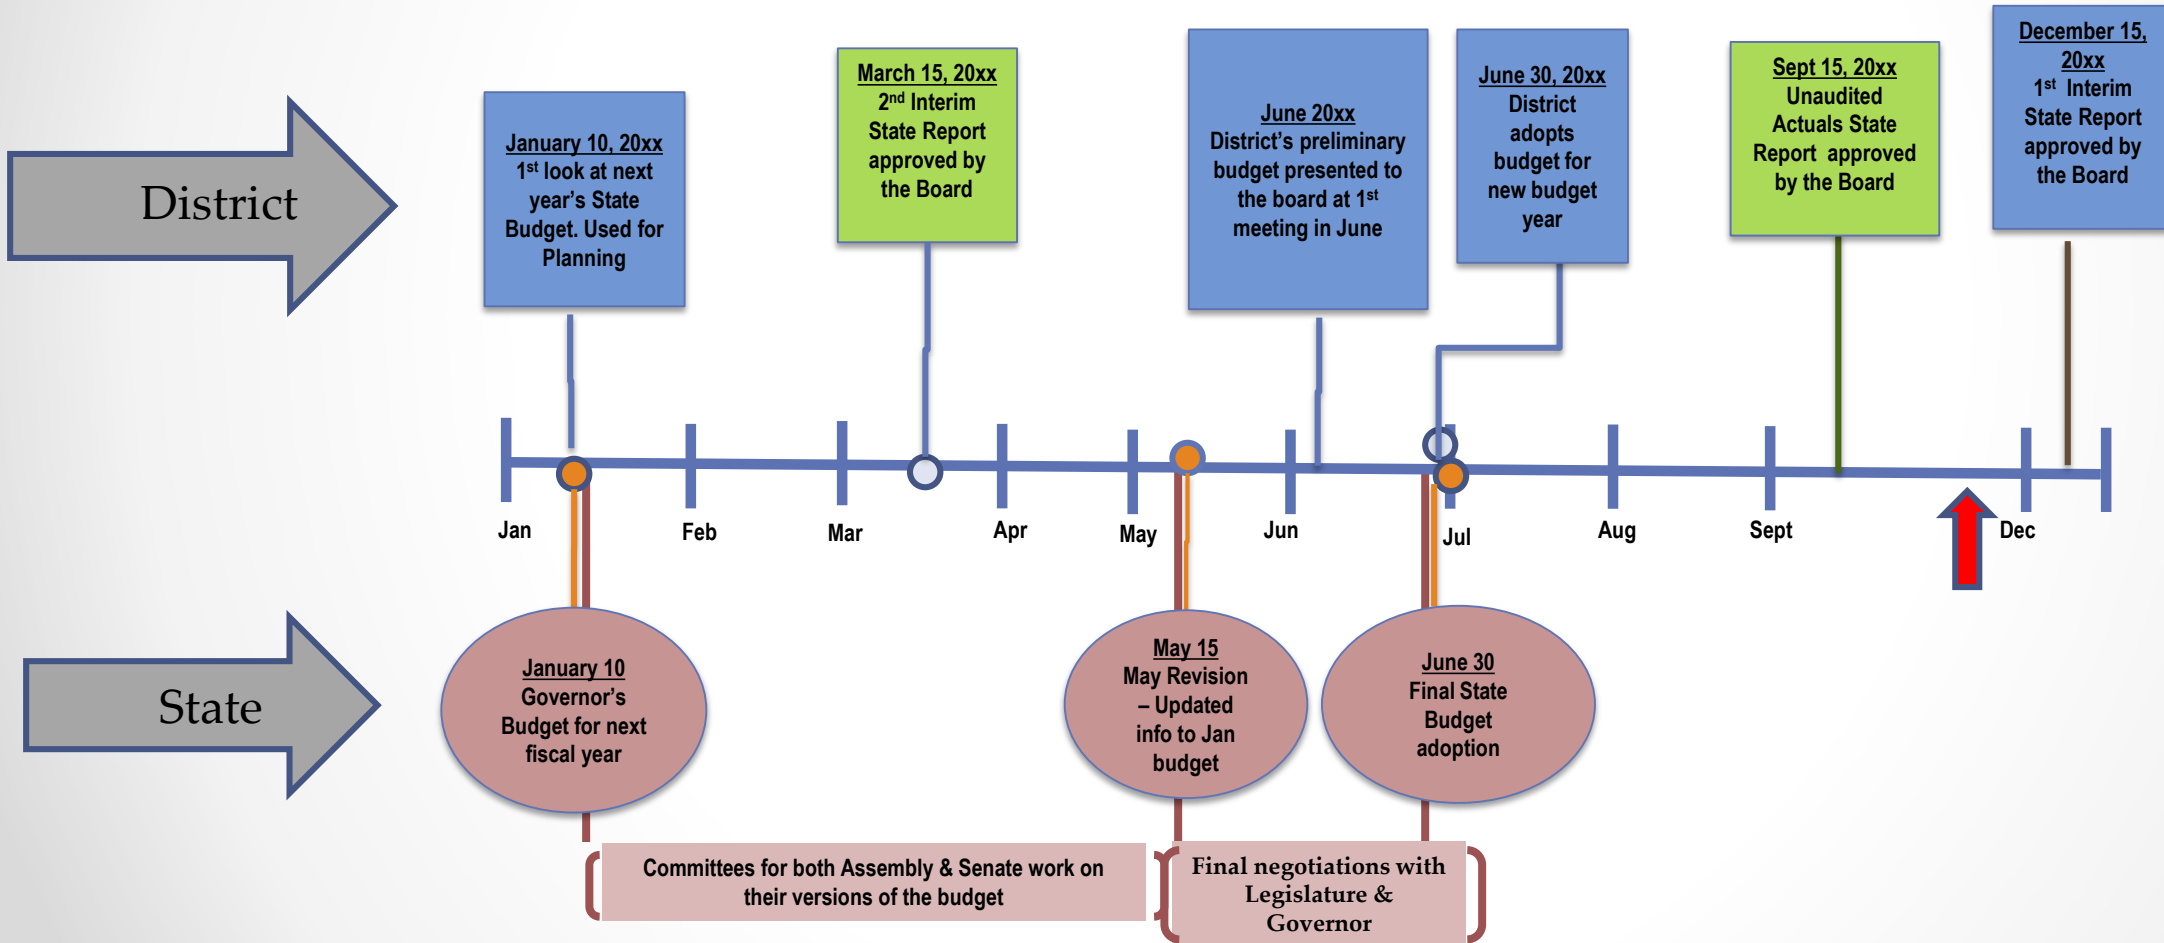 District
January 10, 20xx
1st look at next
year's State
Budget. Used for
Planning
March 15, 20xx
2nd Interim
State Report
approved by
the Board
June 20xx
District's preliminary
budget presented to
the board at 1st
meeting in June
June 30, 20xx
District
adopts
budget for
new budget
year
Sept 15, 20xx
Unaudited
Actuals State
Report approved
by the Board
December 15,
20xx
1st Interim
State Report
approved by
the Board
Jan
Feb
Mar
Apr
May
Jun
Jul
Aug
Sept
Dec
State
January 10
Governor's
Budget for next
fiscal year
May 15
May Revision
– Updated
info to Jan
budget
June 30
Final State
Budget
adoption
Committees for both Assembly & Senate work on
their versions of the budget
Final negotiations with
Legislature &
Governor